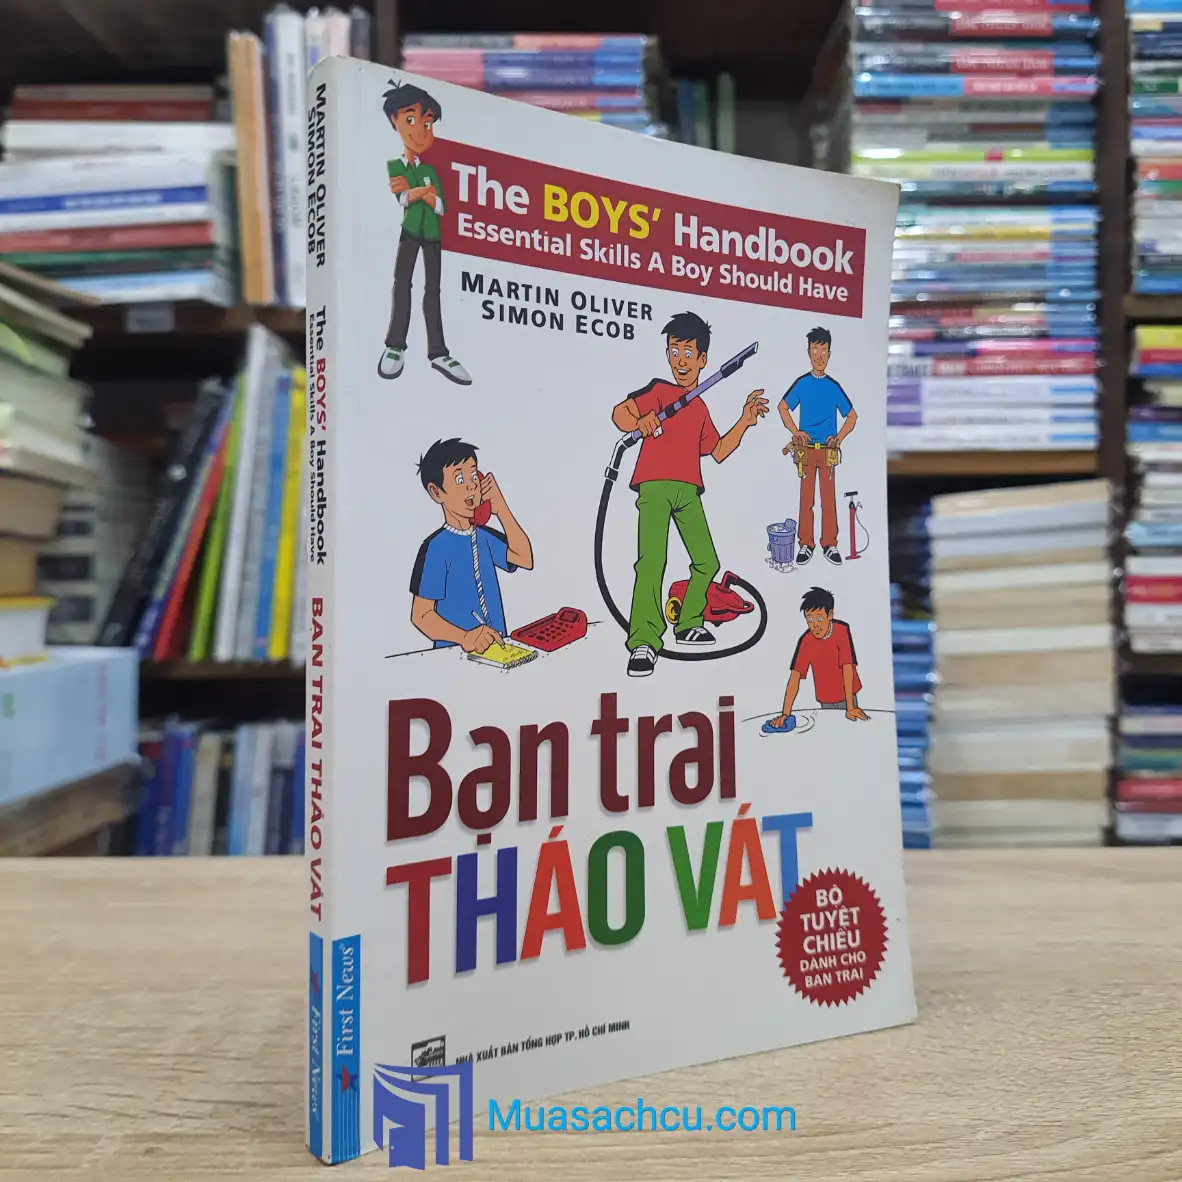 The BOYS' Handbook
Essential Skills A Boy Should Have
MARTIN OLIVER
SIMON ECOB
Bạn trai
THÁO VÁT
BỘ
TUYỆT
CHIÊU
DÀNH CHO
BẠN TRAI
NHÀ XUẤT BẢN TỔNG HỢP TP. HỒ CHÍ MINH
MARTIN OLIVER
SIMON ECOB
The BOYS' Handbook
Essential Skills A Boy Should Have
BẠN TRAI THÁO VÁT
First News
First News®
Muasachcu.com